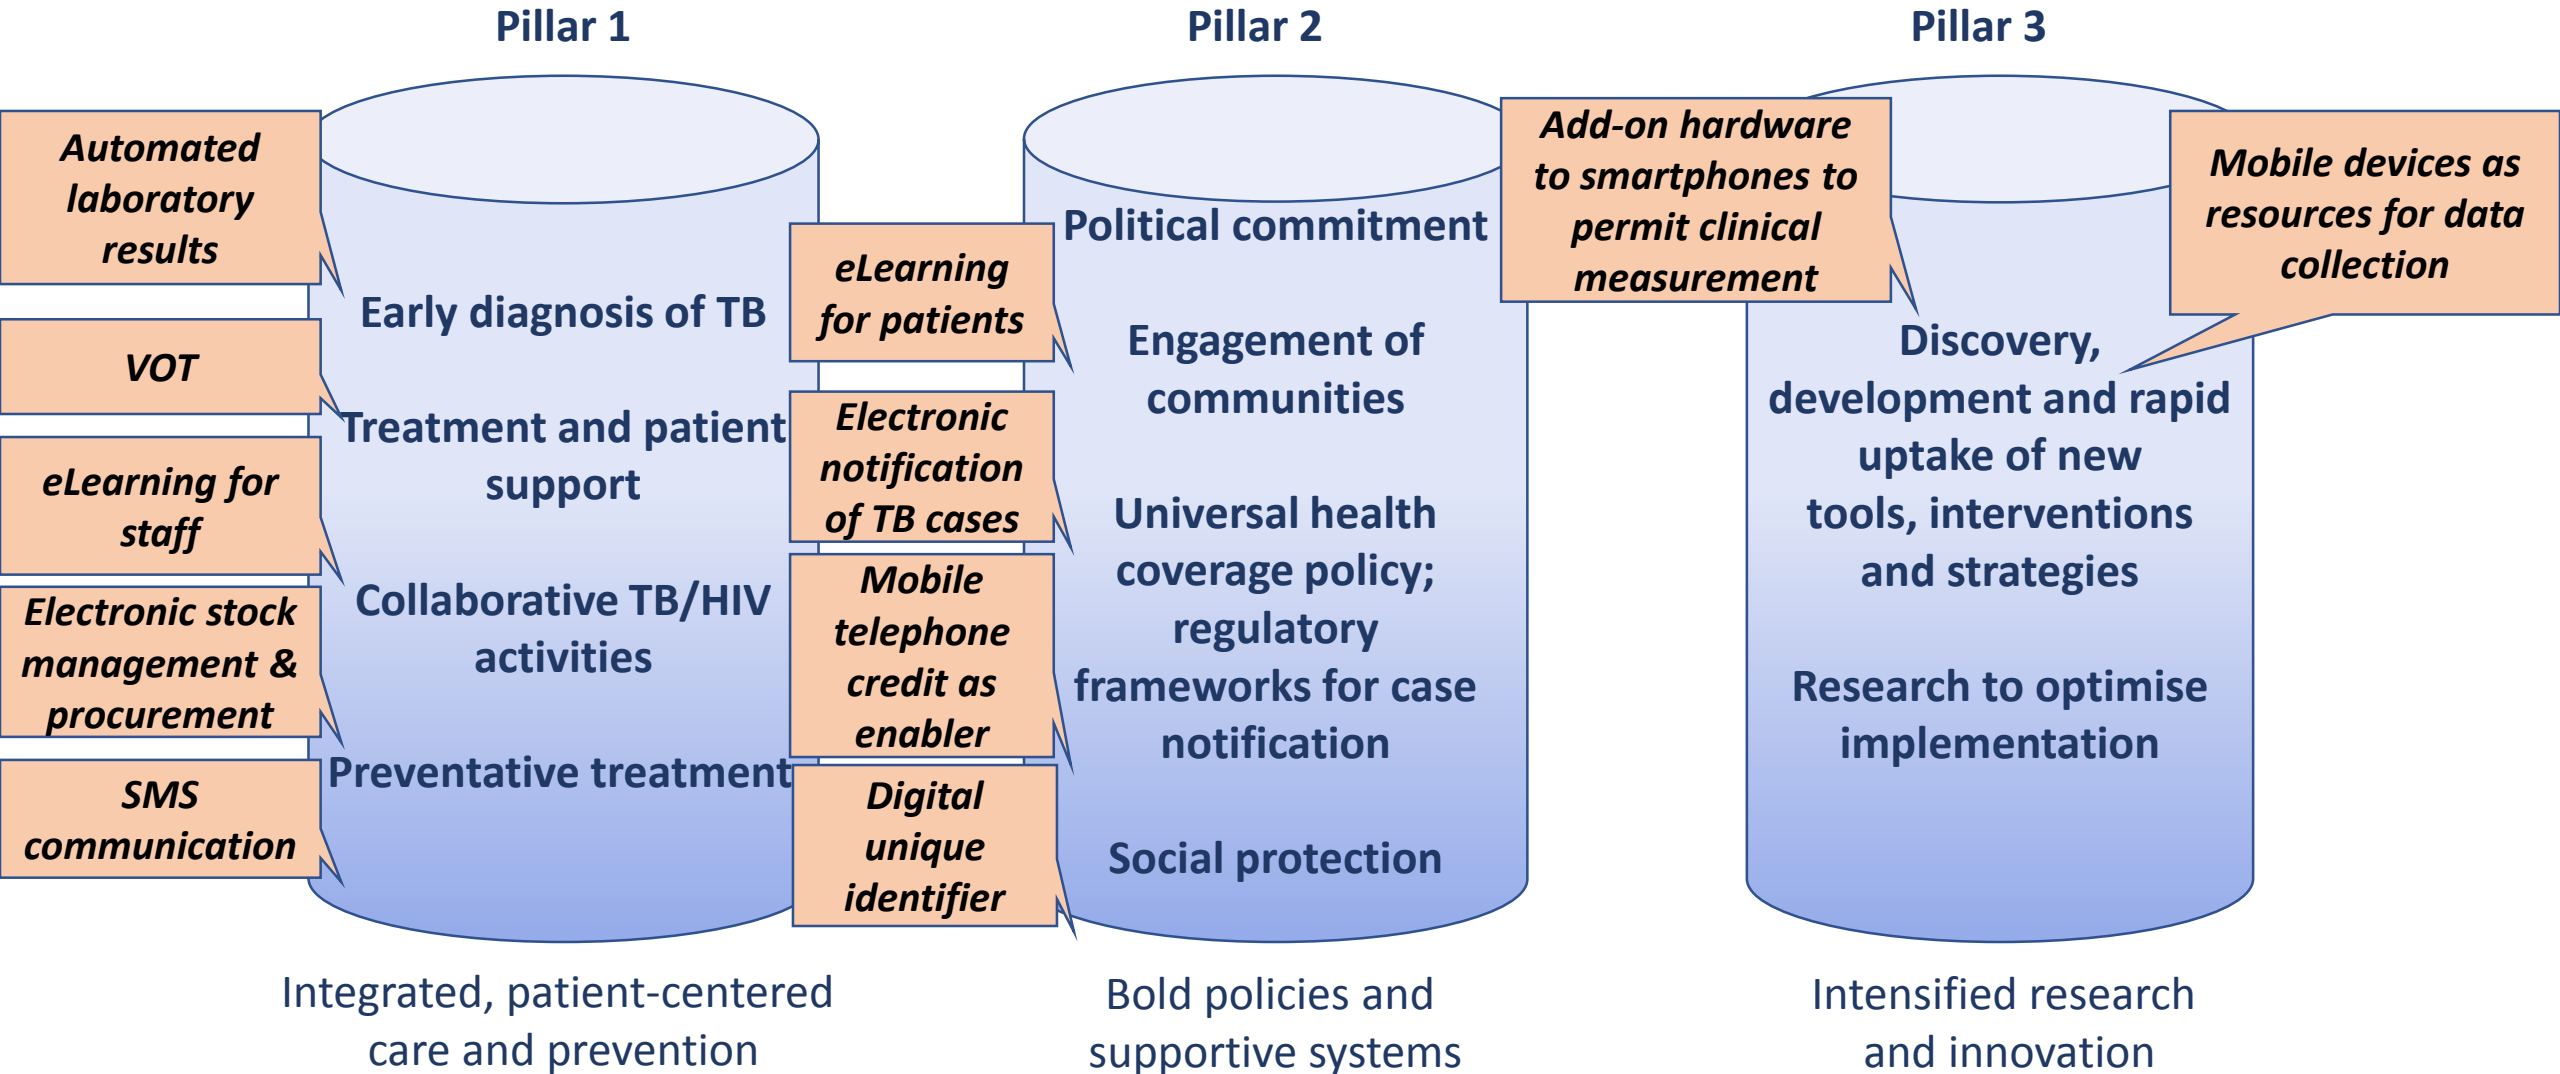 Pillar 1
Automated
laboratory
results
VOT
eLearning for
staff
Electronic stock
management &
procurement
SMS
communication
Early diagnosis of TB
Treatment and patient
support
Collaborative TB/HIV
activities
Preventative treatment
Integrated, patient-centered
care and prevention
Pillar 2
eLearning
for patients
Electronic
notification
of TB cases
Mobile
telephone
credit as
enabler
Digital
unique
identifier
Political commitment
Engagement of
communities
Universal health
coverage policy;
regulatory
frameworks for case
notification
Social protection
Bold policies and
supportive systems
Pillar 3
Add-on hardware
to smartphones to
permit clinical
measurement
Mobile devices as
resources for data
collection
Discovery,
development and rapid
uptake of new
tools, interventions
and strategies
Research to optimise
implementation
Intensified research
and innovation